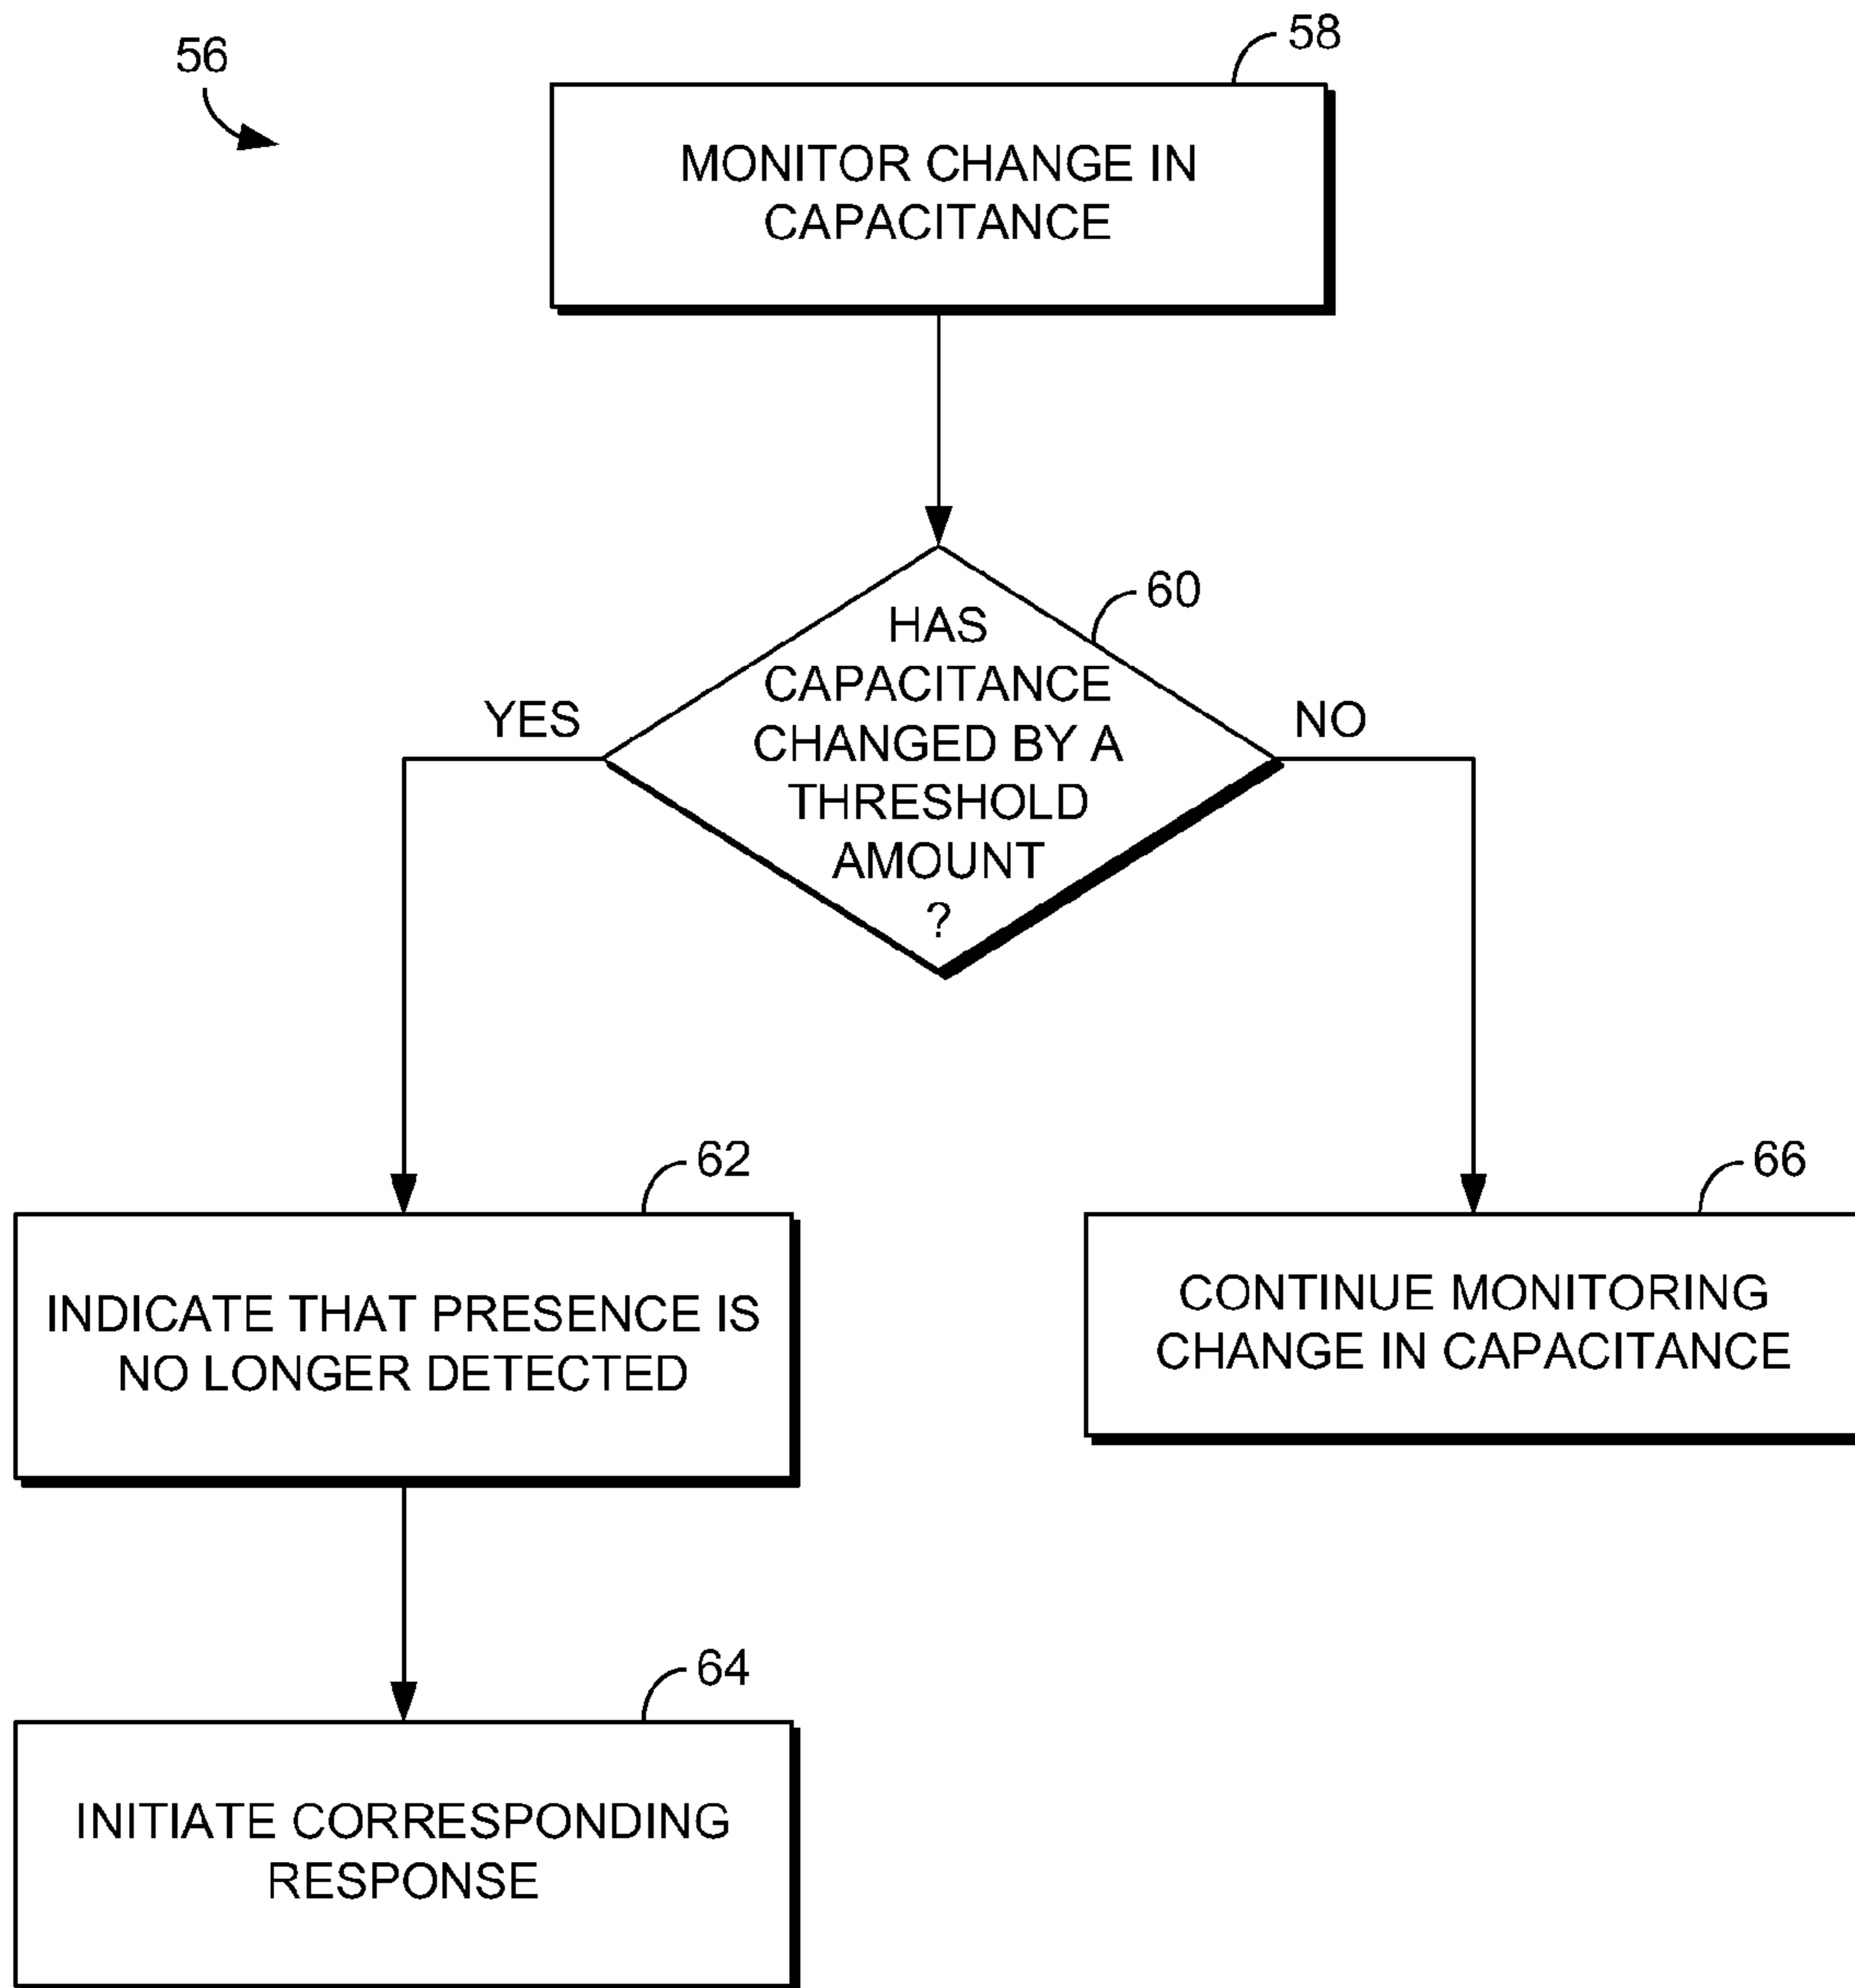 56
58
MONITOR CHANGE IN
CAPACITANCE
60
HAS
CAPACITANCE
CHANGED BY A
THRESHOLD
AMOUNT
?
YES
NO
62
INDICATE THAT PRESENCE IS
NO LONGER DETECTED
66
CONTINUE MONITORING
CHANGE IN CAPACITANCE
64
INITIATE CORRESPONDING
RESPONSE